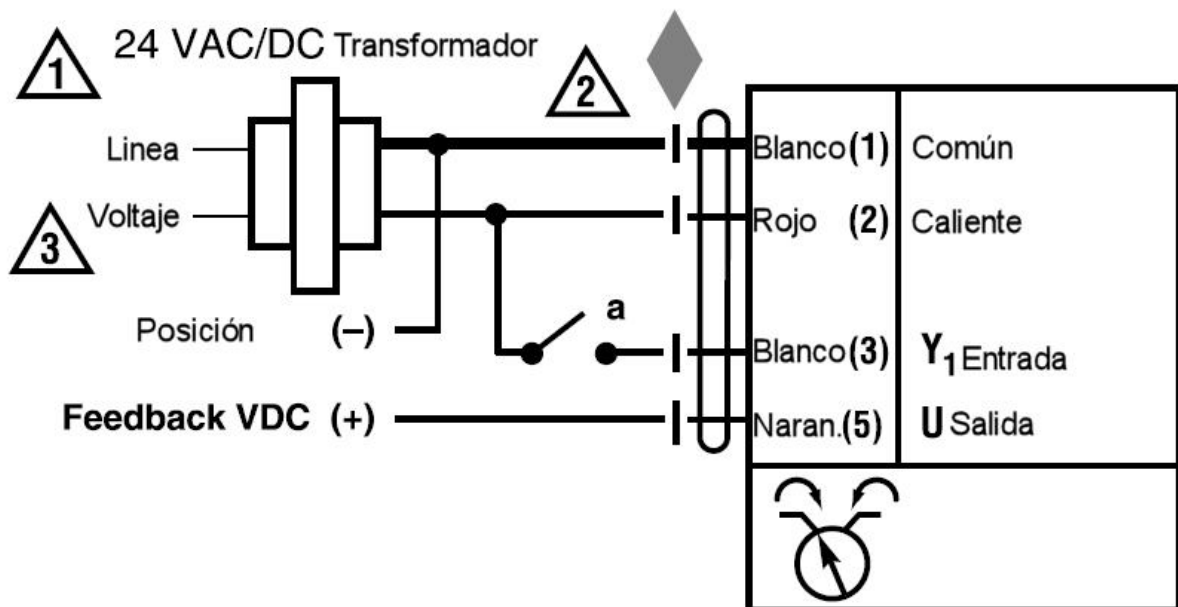 1
24 VAC/DC Transformador
2
Linea
Blanco (1) Común
Voltaje
Rojo (2) Caliente
3
Posición (–)
a
Blanco (3) Y₁ Entrada
Feedback VDC (+)
Naran. (5) U Salida